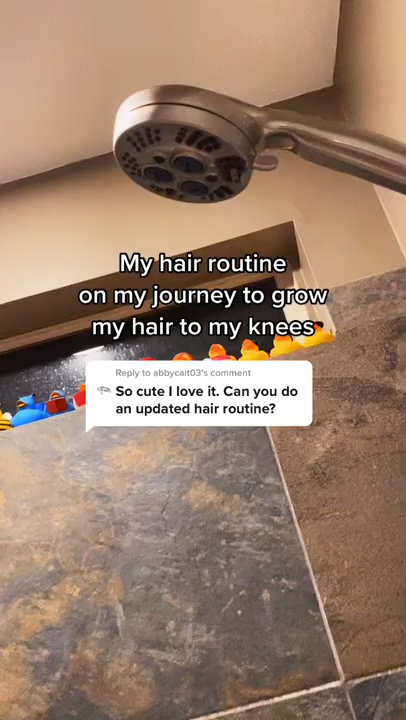 My hair routine
on my journey to grow
my hair to my knees
Reply to abbycait03's comment
So cute I love it. Can you do
an updated hair routine?